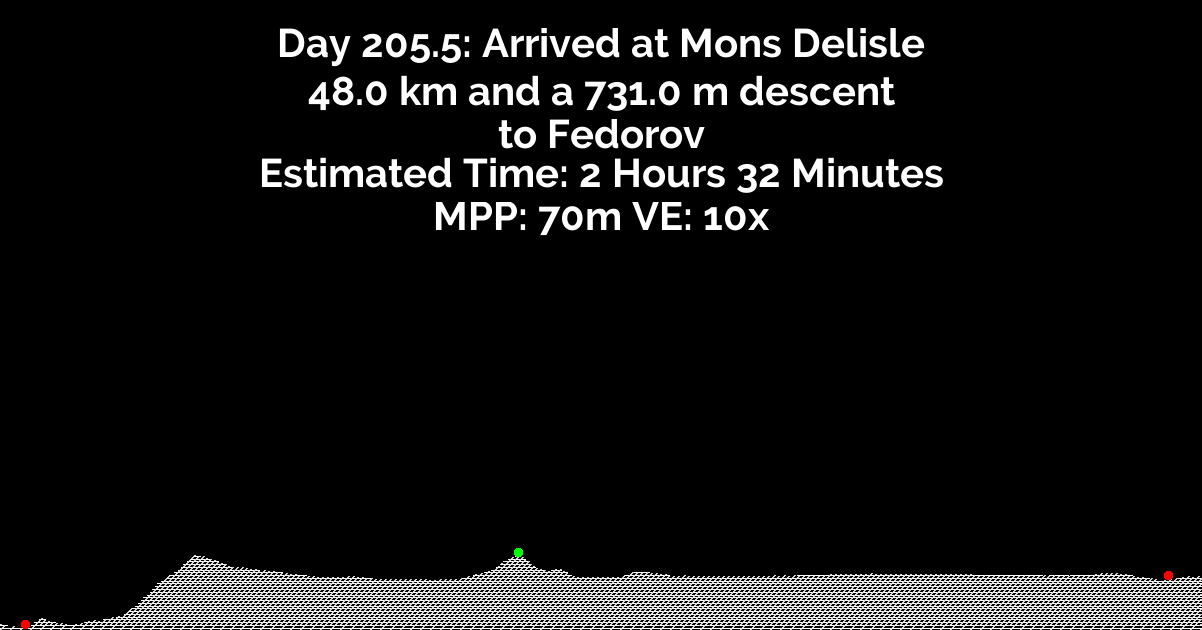 Day 205.5: Arrived at Mons Delisle
48.0 km and a 731.0 m descent
to Fedorov
Estimated Time: 2 Hours 32 Minutes
MPP: 70m VE: 10x